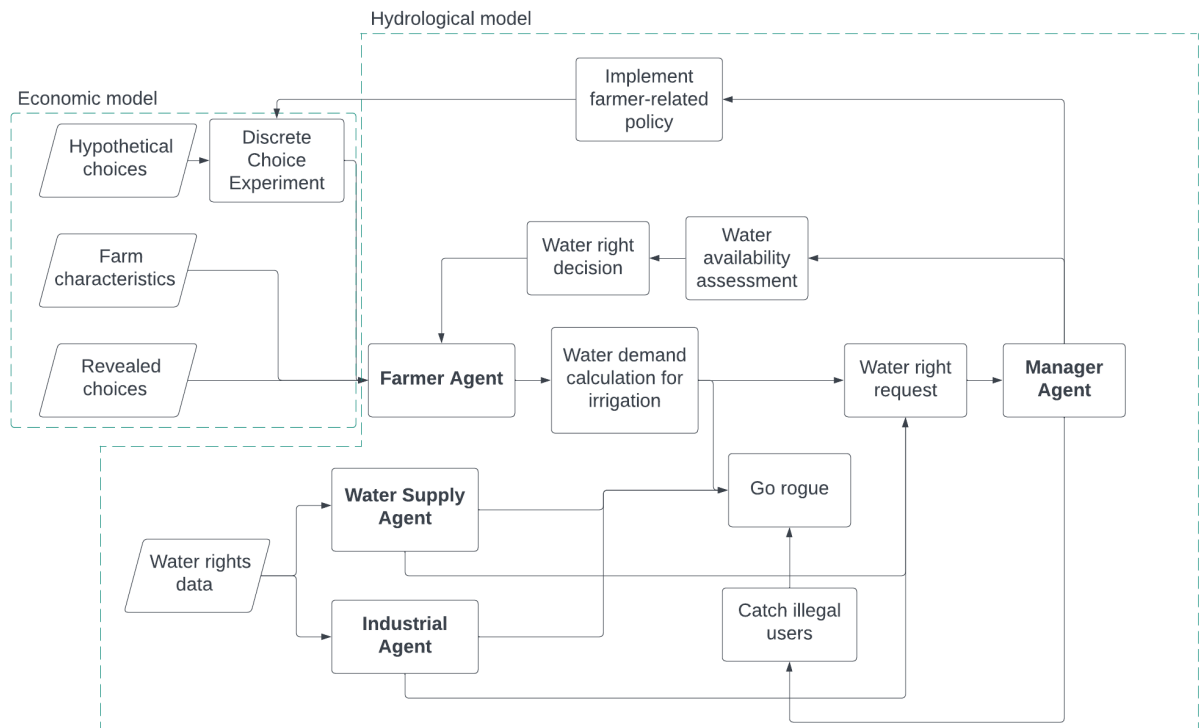 Hydrological model
Economic model
Implement
farmer-related
policy
Hypothetical
choices
Discrete
Choice
Experiment
Farm
characteristics
Water right
decision
Water
availability
assessment
Revealed
choices
Farmer Agent
Water demand
calculation for
irrigation
Water right
request
Manager
Agent
Water Supply
Agent
Go rogue
Water rights
data
Industrial
Agent
Catch illegal
users